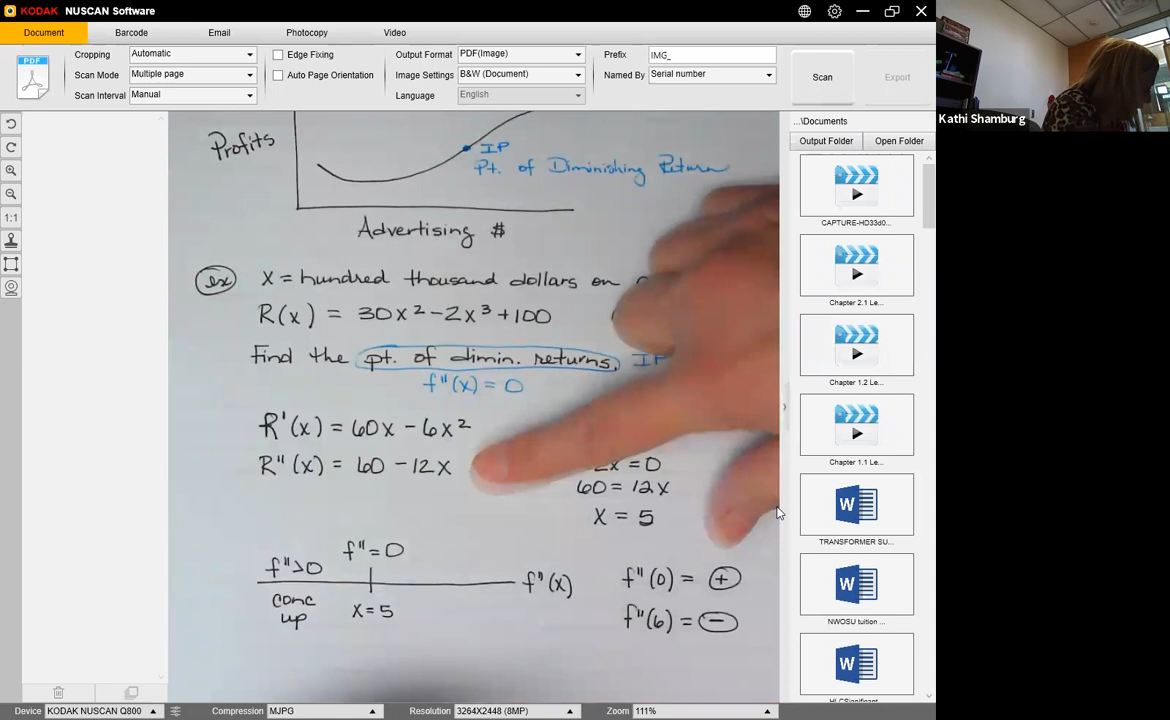 KODAK NUSCAN Software
Document Barcode Email Photocopy Video
PDF
Cropping Automatic
Scan Mode Multiple page
Scan Interval Manual
Edge Fixing
Auto Page Orientation
Output Format PDF(Image)
Image Settings B&W (Document)
Language English
Prefix IMG_
Named By Serial number
Scan
Export
1:1
Profits
IP
Pt. of Diminishing Return
Advertising $
ex X = hundred thousand dollars on
R(x) = 30x² - 2x³ + 100
Find the pt. of dimin. returns. IP
f"(x) = 0
R'(x) = 60x - 6x²
R"(x) = 60 - 12x
2x = 0
60 = 12x
x = 5
f" = 0
f" > 0
f"(x)
conc up
x = 5
f"(0) = +
f"(6) = −
...\Documents
Output Folder Open Folder
CAPTURE-HD33d0...
Chapter 2.1 Le...
Chapter 1.2 Le...
Chapter 1.1 Le...
W
TRANSFORMER SU...
W
NWOSU tuition ...
W
Kathi Shamburg
Device KODAK NUSCAN Q800
Compression MJPG
Resolution 3264X2448 (8MP)
Zoom 111%